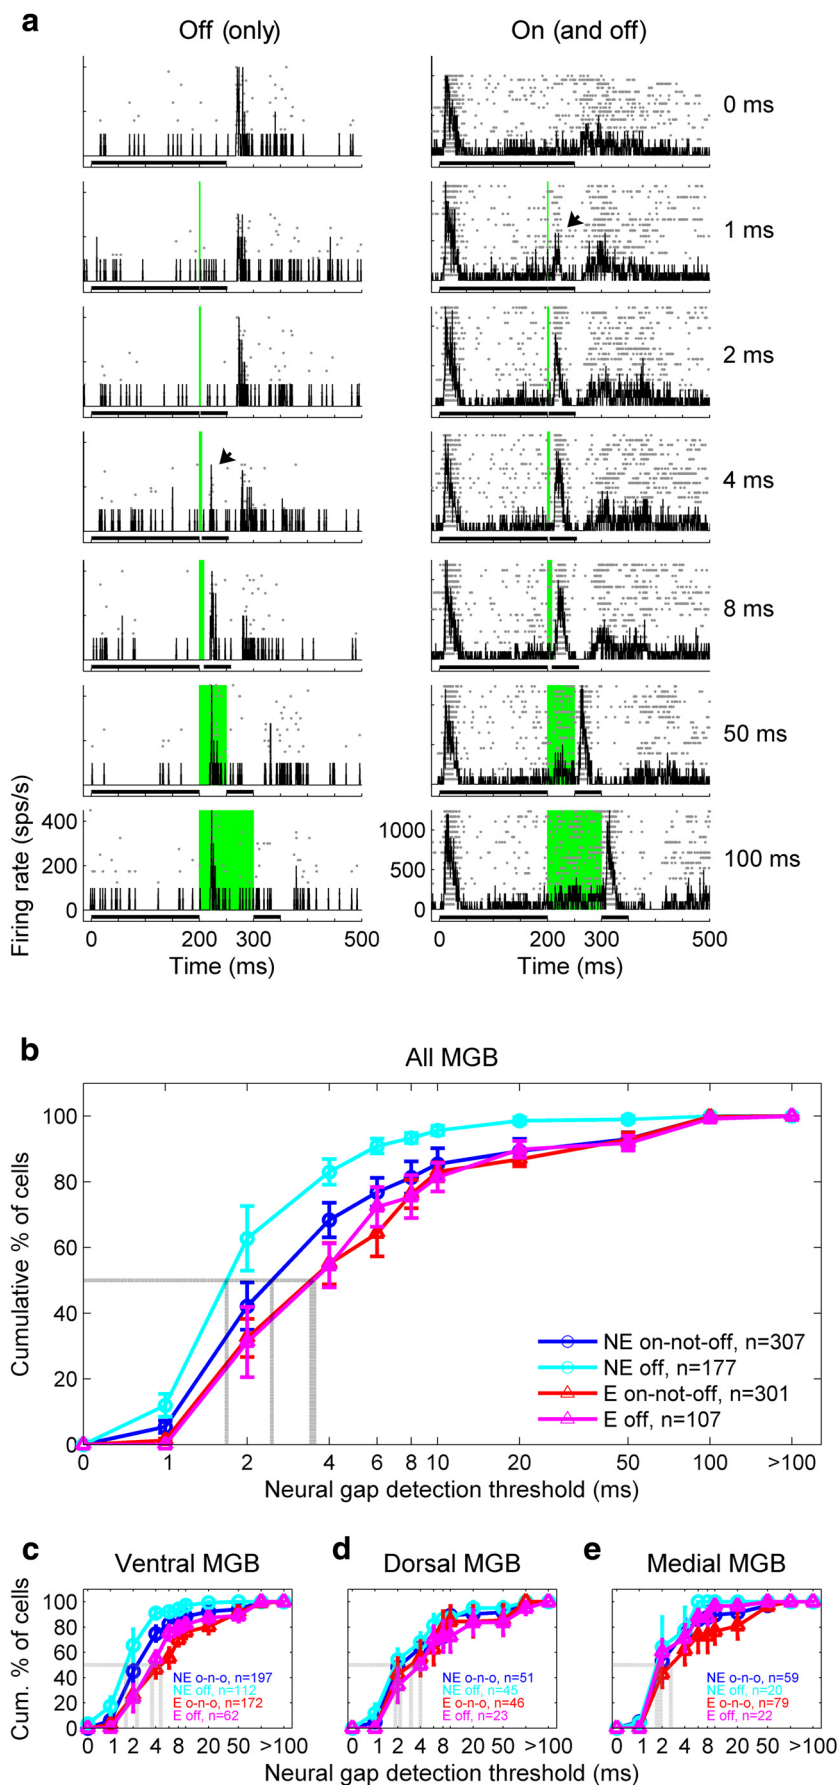 a
Off (only)
On (and off)
0 ms
1 ms
2 ms
4 ms
8 ms
50 ms
100 ms
Firing rate (sps/s)
400
200
0
1000
500
0
0 200 300 500
0 200 300 500
Time (ms)
Time (ms)
b
All MGB
Cumulative % of cells
100
80
60
40
20
0
NE on-not-off, n=307
NE off, n=177
E on-not-off, n=301
E off, n=107
0 1 2 4 6 8 10 20 50 100 >100
Neural gap detection threshold (ms)
c
Ventral MGB
d
Dorsal MGB
e
Medial MGB
Cum. % of cells
100
80
60
40
20
0
NE o-n-o, n=197
NE off, n=112
E o-n-o, n=172
E off, n=62
NE o-n-o, n=51
NE off, n=45
E o-n-o, n=46
E off, n=23
NE o-n-o, n=59
NE off, n=20
E o-n-o, n=79
E off, n=22
0 1 2 4 8 20 50 >100
0 1 2 4 8 20 50 >100
0 1 2 4 8 20 50 >100
Neural gap detection threshold (ms)